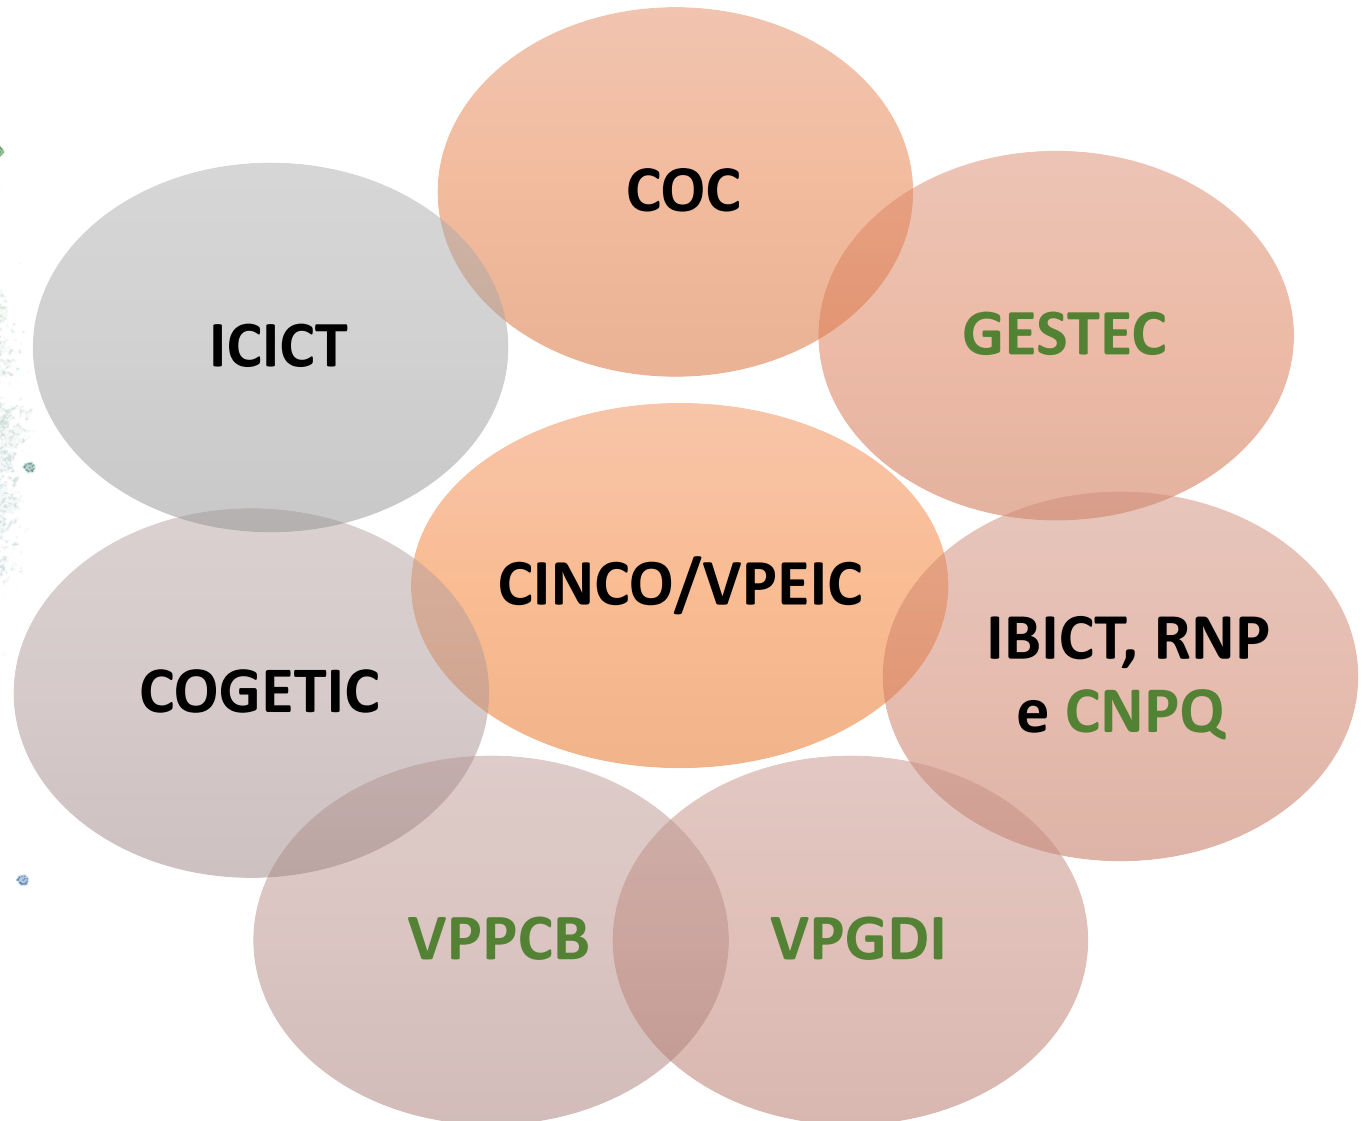 COC
ICICT
GESTEC
CINCO/VPEIC
IBICT, RNP
e CNPQ
COGETIC
VPPCB
VPGDI